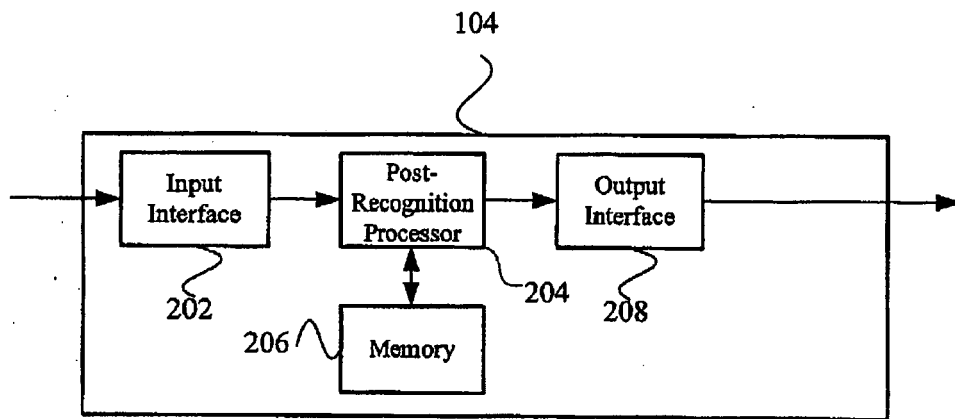 104
Input
Interface
Post-
Recognition
Processor
Output
Interface
202
204
208
206
Memory